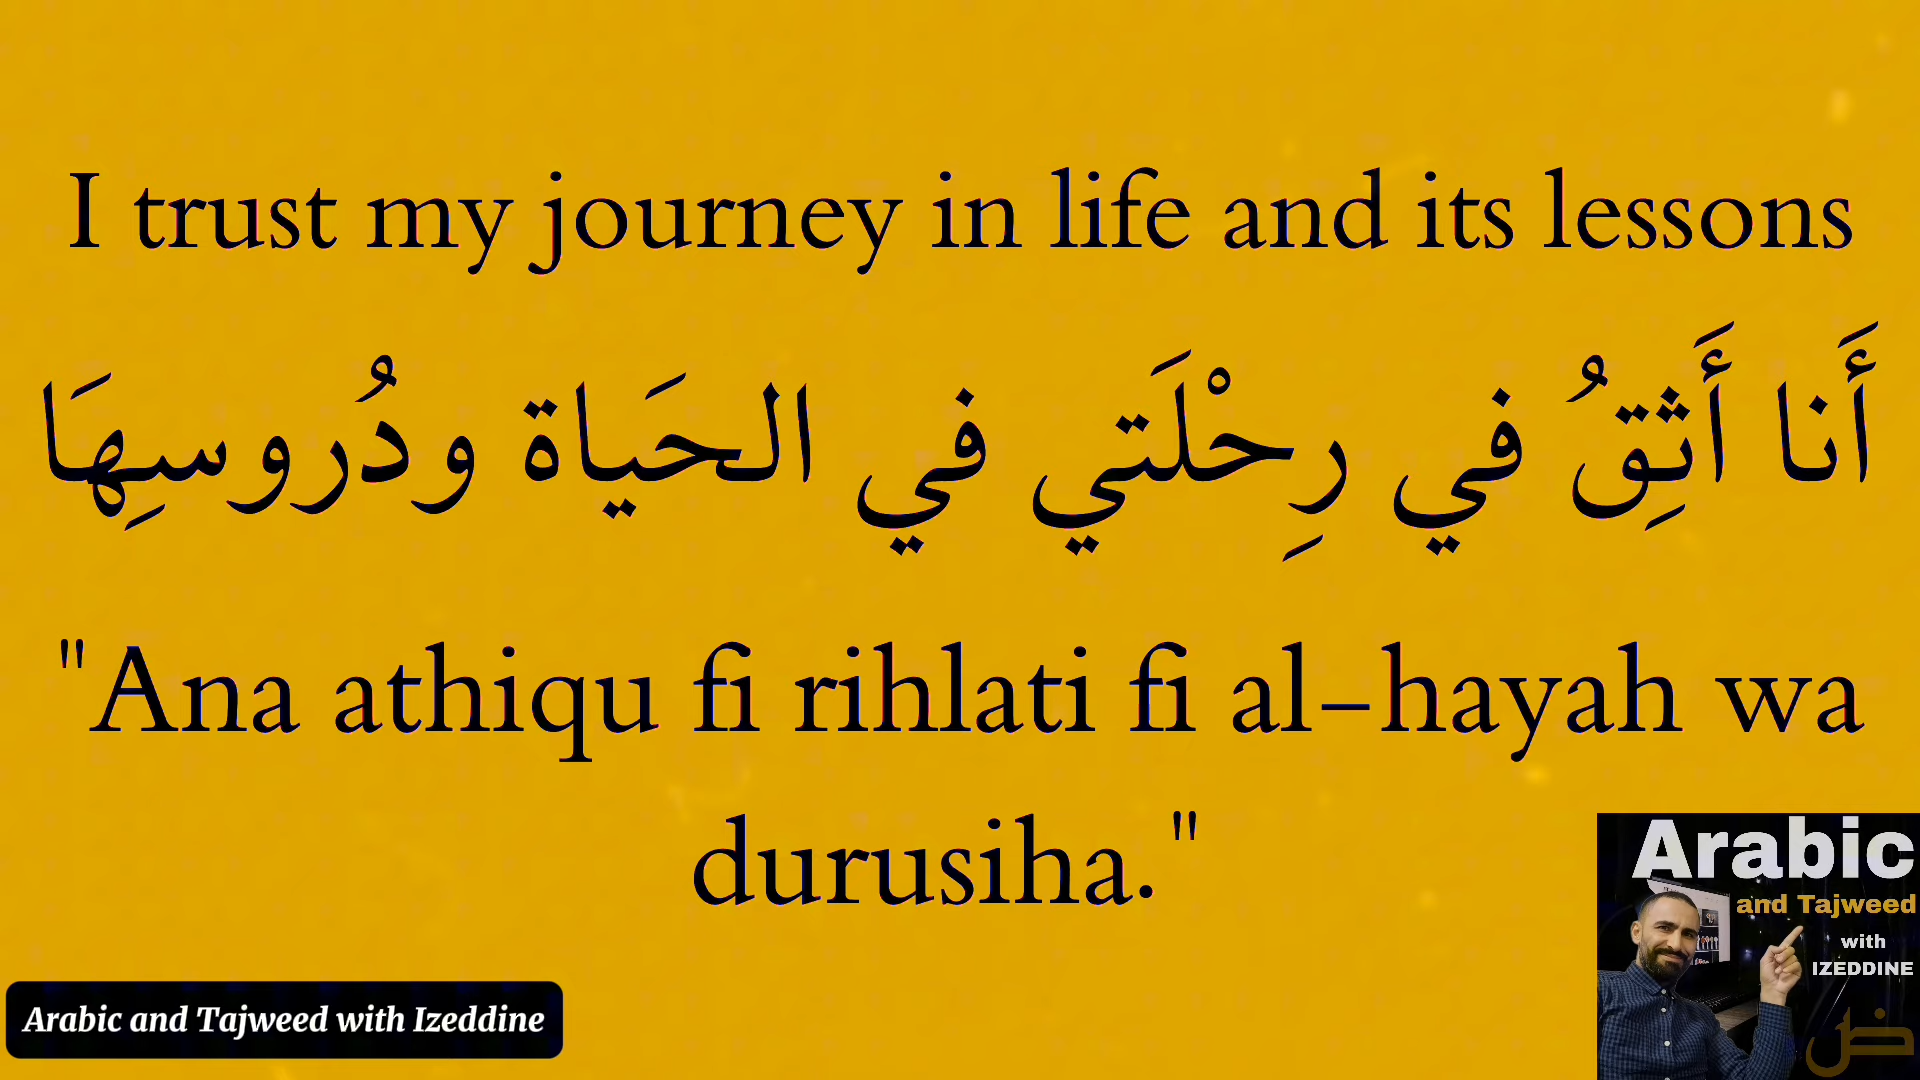 I trust my journey in life and its lessons
أَنا أَثِقُ في رِحْلَتي في الحَياة ودُروسِهَا
"Ana athiqu fi rihlati fi al-hayah wa
durusiha."
Arabic
and Tajweed
with
IZEDDINE
ض
Arabic and Tajweed with Izeddine